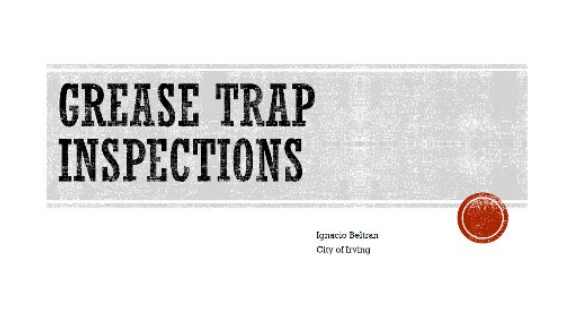 GREASE TRAP
INSPECTIONS
Ignacio Beltran
City of Irving